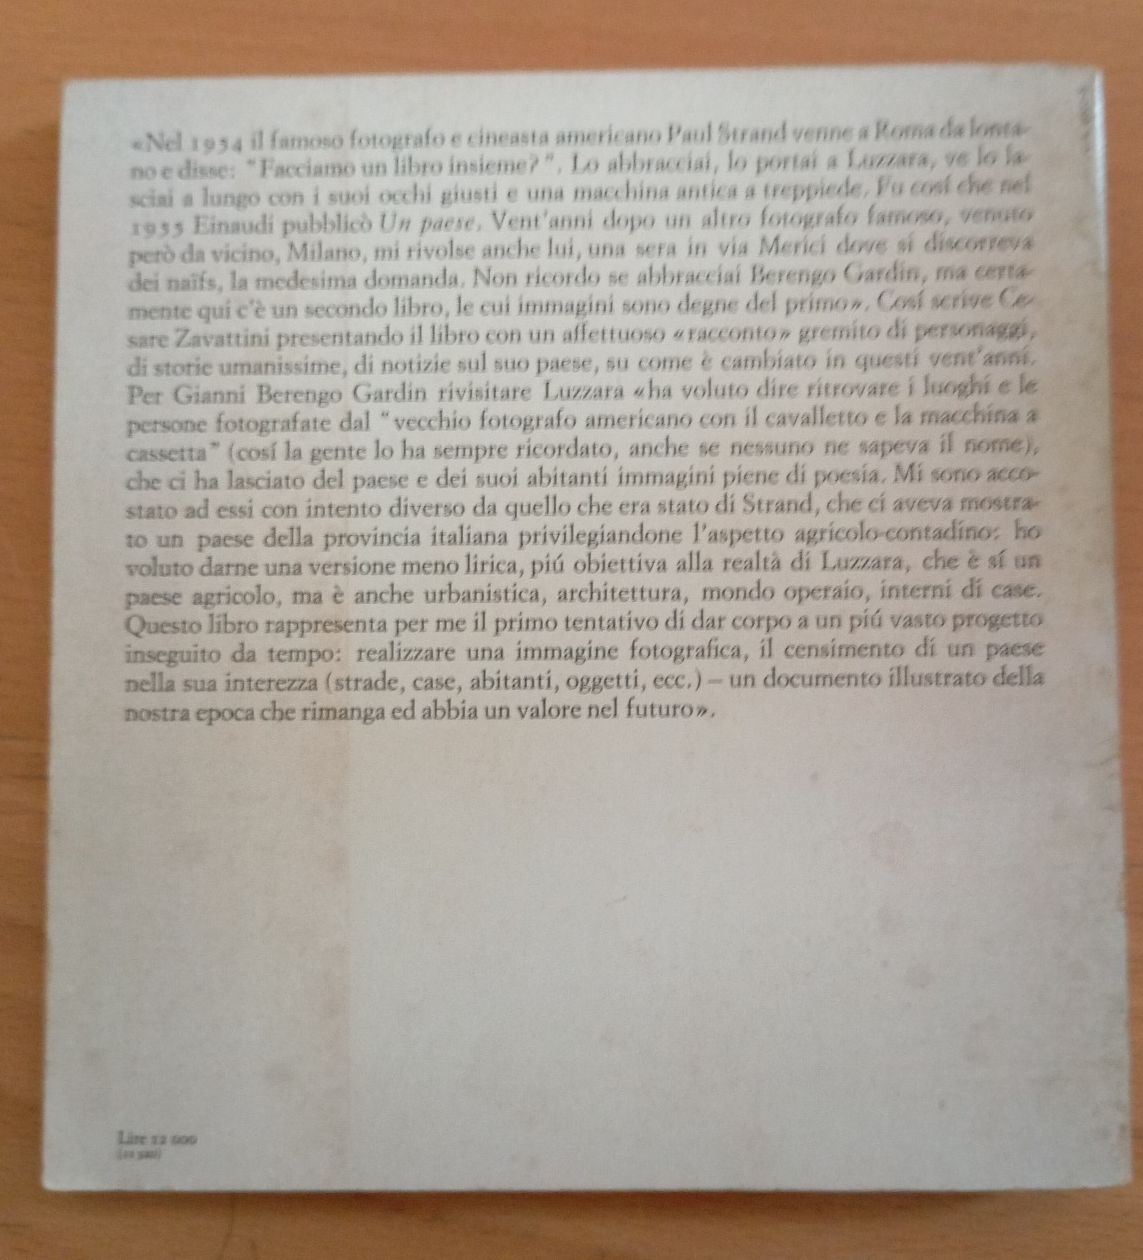 «Nel 1954 il famoso fotografo e cineasta americano Paul Strand venne a Roma da lonta-
no e disse: "Facciamo un libro insieme?". Lo abbracciai, lo portai a Luzzara, ve lo la-
sciai a lungo con i suoi occhi giusti e una macchina antica a treppiede. Fu cosí che nel
1955 Einaudi pubblicò Un paese. Vent'anni dopo un altro fotografo famoso, venuto
però da vicino, Milano, mi rivolse anche lui, una sera in via Merici dove si discorreva
dei naïfs, la medesima domanda. Non ricordo se abbracciai Berengo Gardin, ma certa-
mente qui c'è un secondo libro, le cui immagini sono degne del primo». Cosí scrive Ce-
sare Zavattini presentando il libro con un affettuoso «racconto» gremito di personaggi,
di storie umanissime, di notizie sul suo paese, su come è cambiato in questi vent'anni.
Per Gianni Berengo Gardin rivisitare Luzzara «ha voluto dire ritrovare i luoghi e le
persone fotografate dal "vecchio fotografo americano con il cavalletto e la macchina a
cassetta" (cosí la gente lo ha sempre ricordato, anche se nessuno ne sapeva il nome),
che ci ha lasciato del paese e dei suoi abitanti immagini piene di poesia. Mi sono acco-
stato ad essi con intento diverso da quello che era stato di Strand, che ci aveva mostra-
to un paese della provincia italiana privilegiandone l'aspetto agricolo-contadino: ho
voluto darne una versione meno lirica, piú obiettiva alla realtà di Luzzara, che è sí un
paese agricolo, ma è anche urbanistica, architettura, mondo operaio, interni di case.
Questo libro rappresenta per me il primo tentativo di dar corpo a un piú vasto progetto
inseguito da tempo: realizzare una immagine fotografica, il censimento di un paese
nella sua interezza (strade, case, abitanti, oggetti, ecc.) – un documento illustrato della
nostra epoca che rimanga ed abbia un valore nel futuro».
Lire 12 000